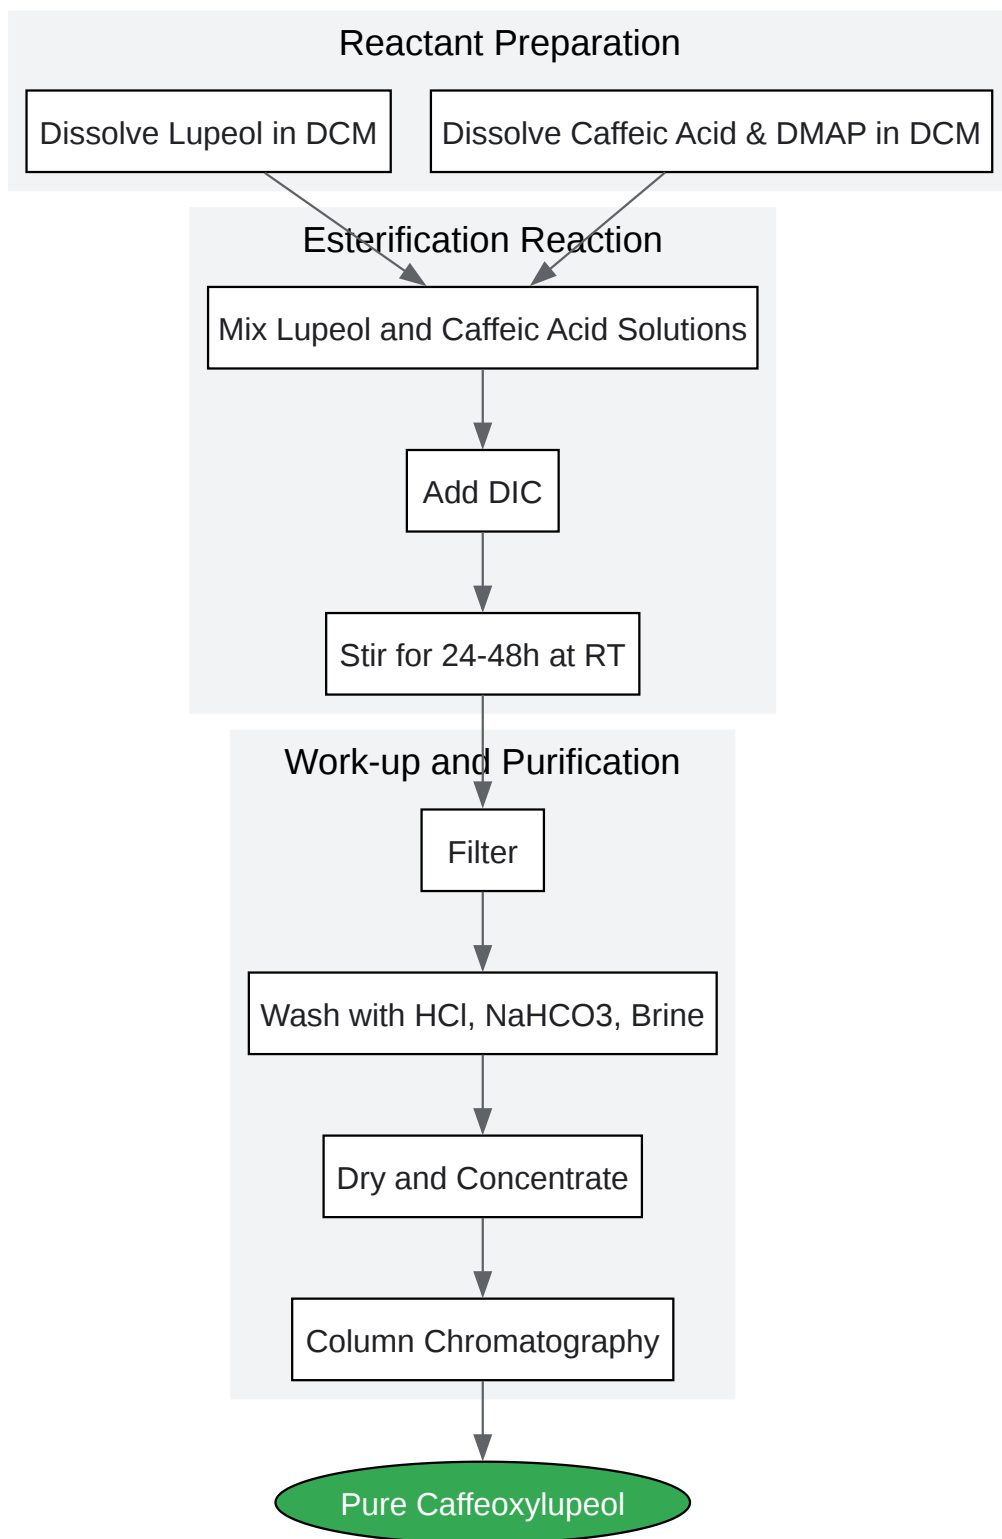 Reactant Preparation
Dissolve Lupeol in DCM
Dissolve Caffeic Acid & DMAP in DCM
Esterification Reaction
Mix Lupeol and Caffeic Acid Solutions
Add DIC
Stir for 24-48h at RT
Work-up and Purification
Filter
Wash with HCl, NaHCO3, Brine
Dry and Concentrate
Column Chromatography
Pure Caffeoxylupeol